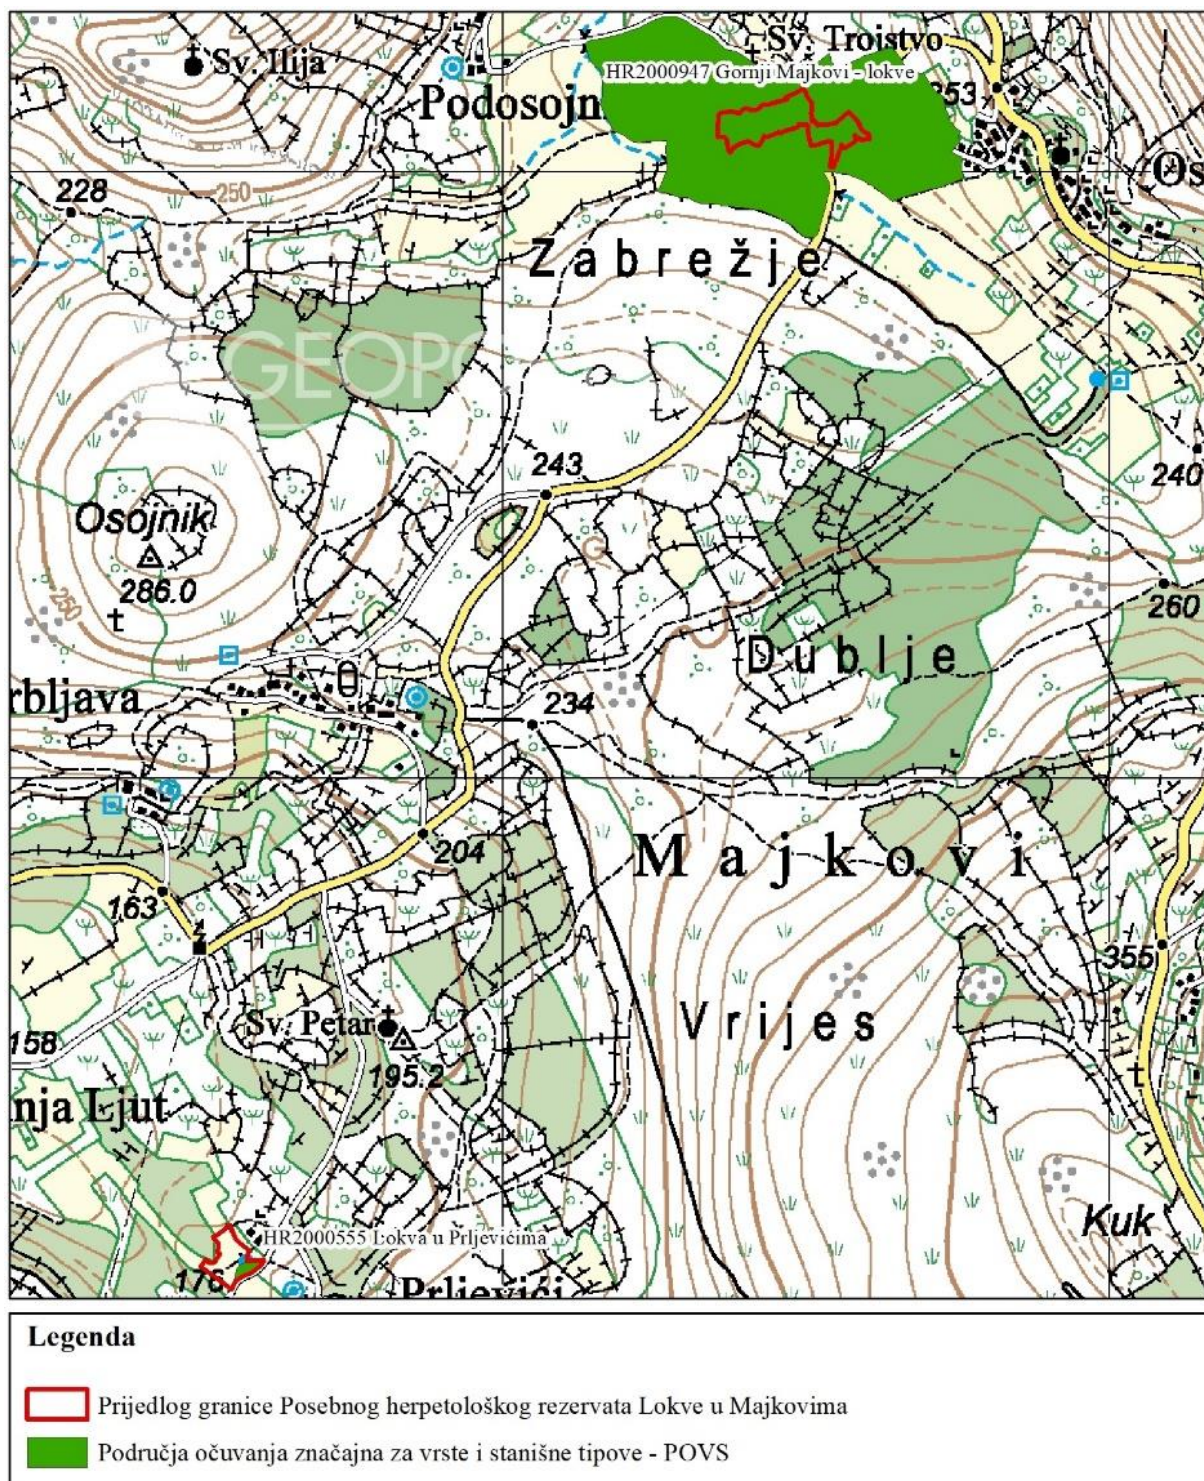 Sv. Ilija
Sv. Troistvo
HR2000947 Gornji Majkovi - lokve
Podosojn
253
Oš
228
250
Zabrežje
GEOP
243
240
Osojnik
286.0
250
260
Dublje
rbljava
234
Majkovi
204
163
355
Vrijes
Sv. Petar
158
195.2
nja Ljut
Kuk
HR2000555 Lokva u Prljevićima
176
Prljevići
Legenda
Prijedlog granice Posebnog herpetološkog rezervata Lokve u Majkovima
Područja očuvanja značajna za vrste i stanišne tipove - POVS